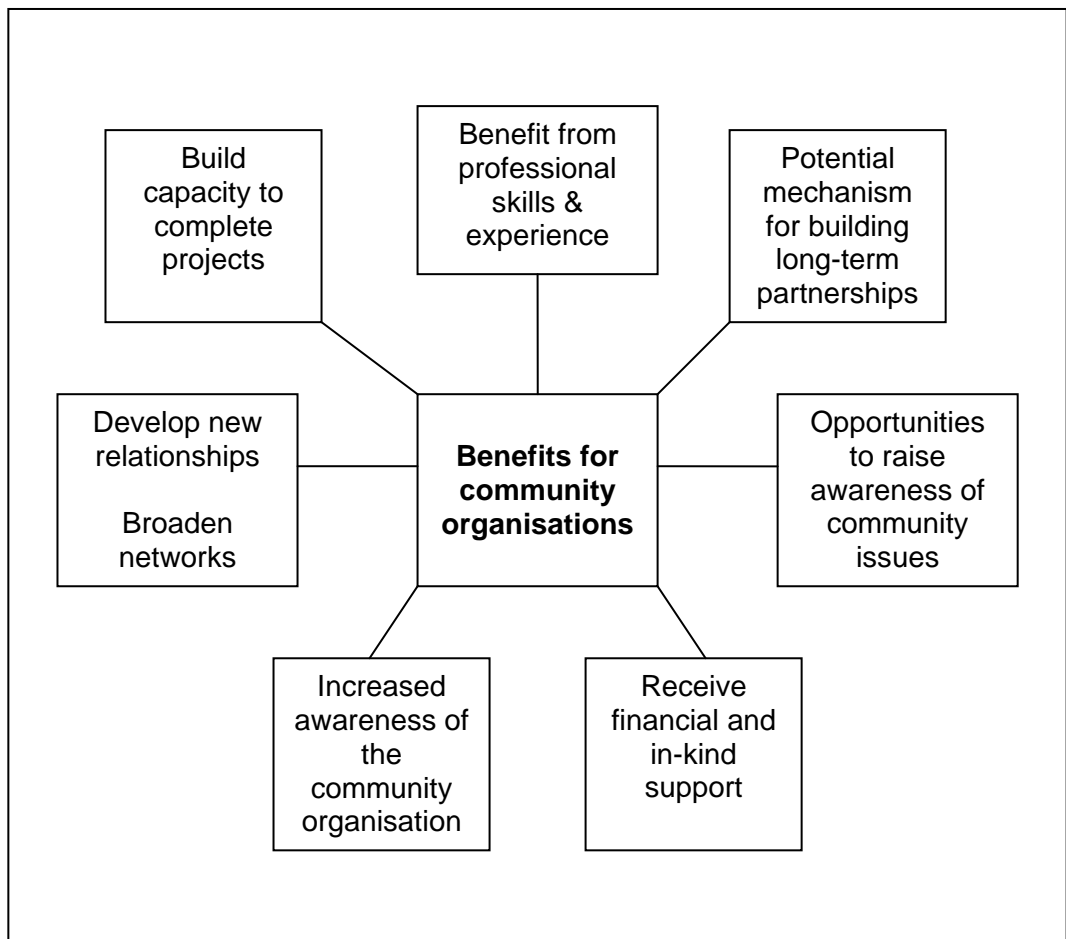 Build
capacity to
complete
projects
Benefit from
professional
skills &
experience
Potential
mechanism
for building
long-term
partnerships
Develop new
relationships
Broaden
networks
Benefits for
community
organisations
Opportunities
to raise
awareness of
community
issues
Increased
awareness of
the
community
organisation
Receive
financial and
in-kind
support